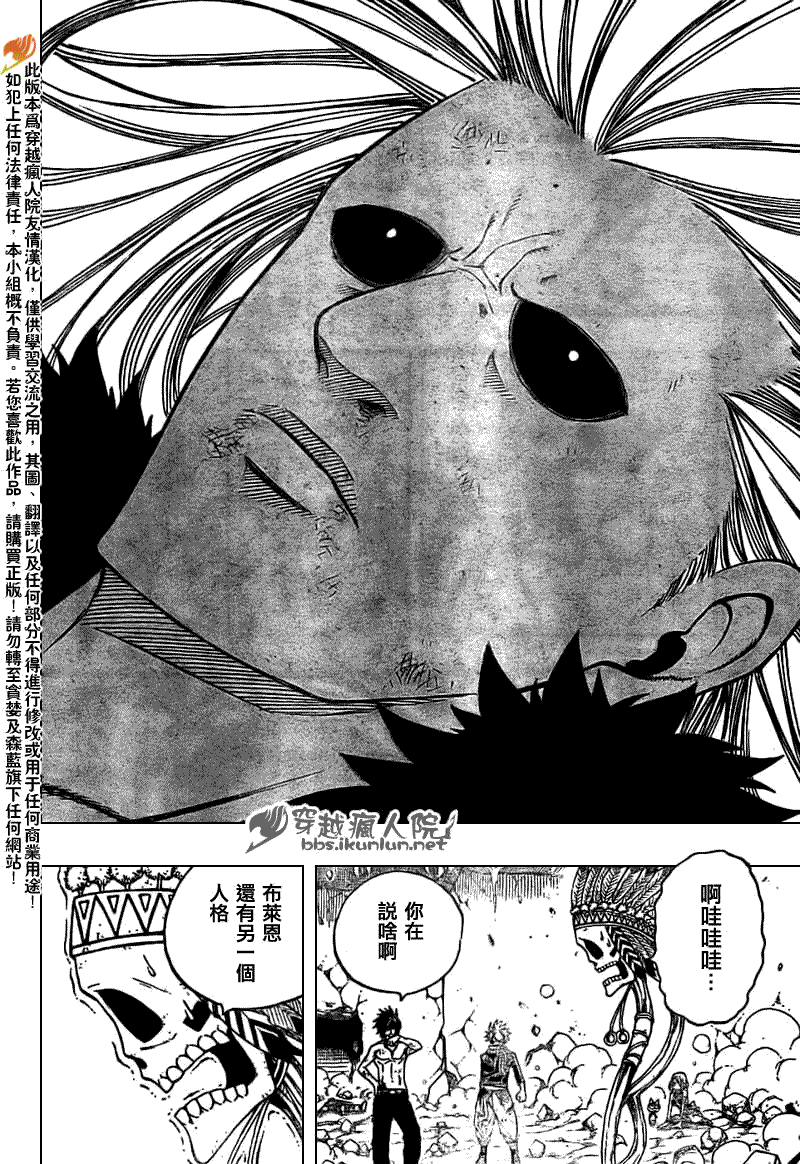 此版本爲穿越瘋人院友情漢化，僅供學習交流之用，其圖、翻譯以及任何部分不得進行修改或用于任何商業用途！
如犯上任何法律責任，本小組概不負責。若您喜歡此作品，請購買正版！請勿轉至貪婪及森藍旗下任何網站！
穿越瘋人院
bbs.ikunlun.net
啊哇哇哇…
你在
說啥啊
布萊恩
還有另一個
人格